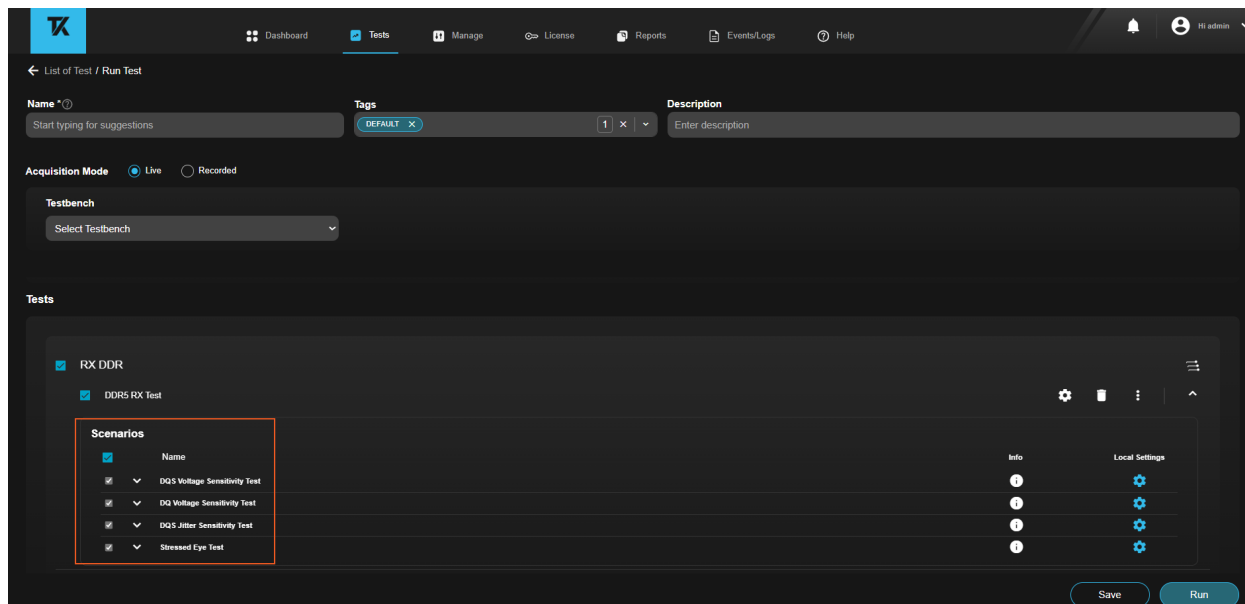 TK
Dashboard Tests Manage License Reports Events/Logs Help Hi admin
List of Test / Run Test
Name * Tags Description
Start typing for suggestions DEFAULT 1 Enter description
Acquisition Mode Live Recorded
Testbench
Select Testbench
Tests
RX DDR
DDR5 RX Test
Scenarios
Name Info Local Settings
DQS Voltage Sensitivity Test
DQ Voltage Sensitivity Test
DQS Jitter Sensitivity Test
Stressed Eye Test
Save Run